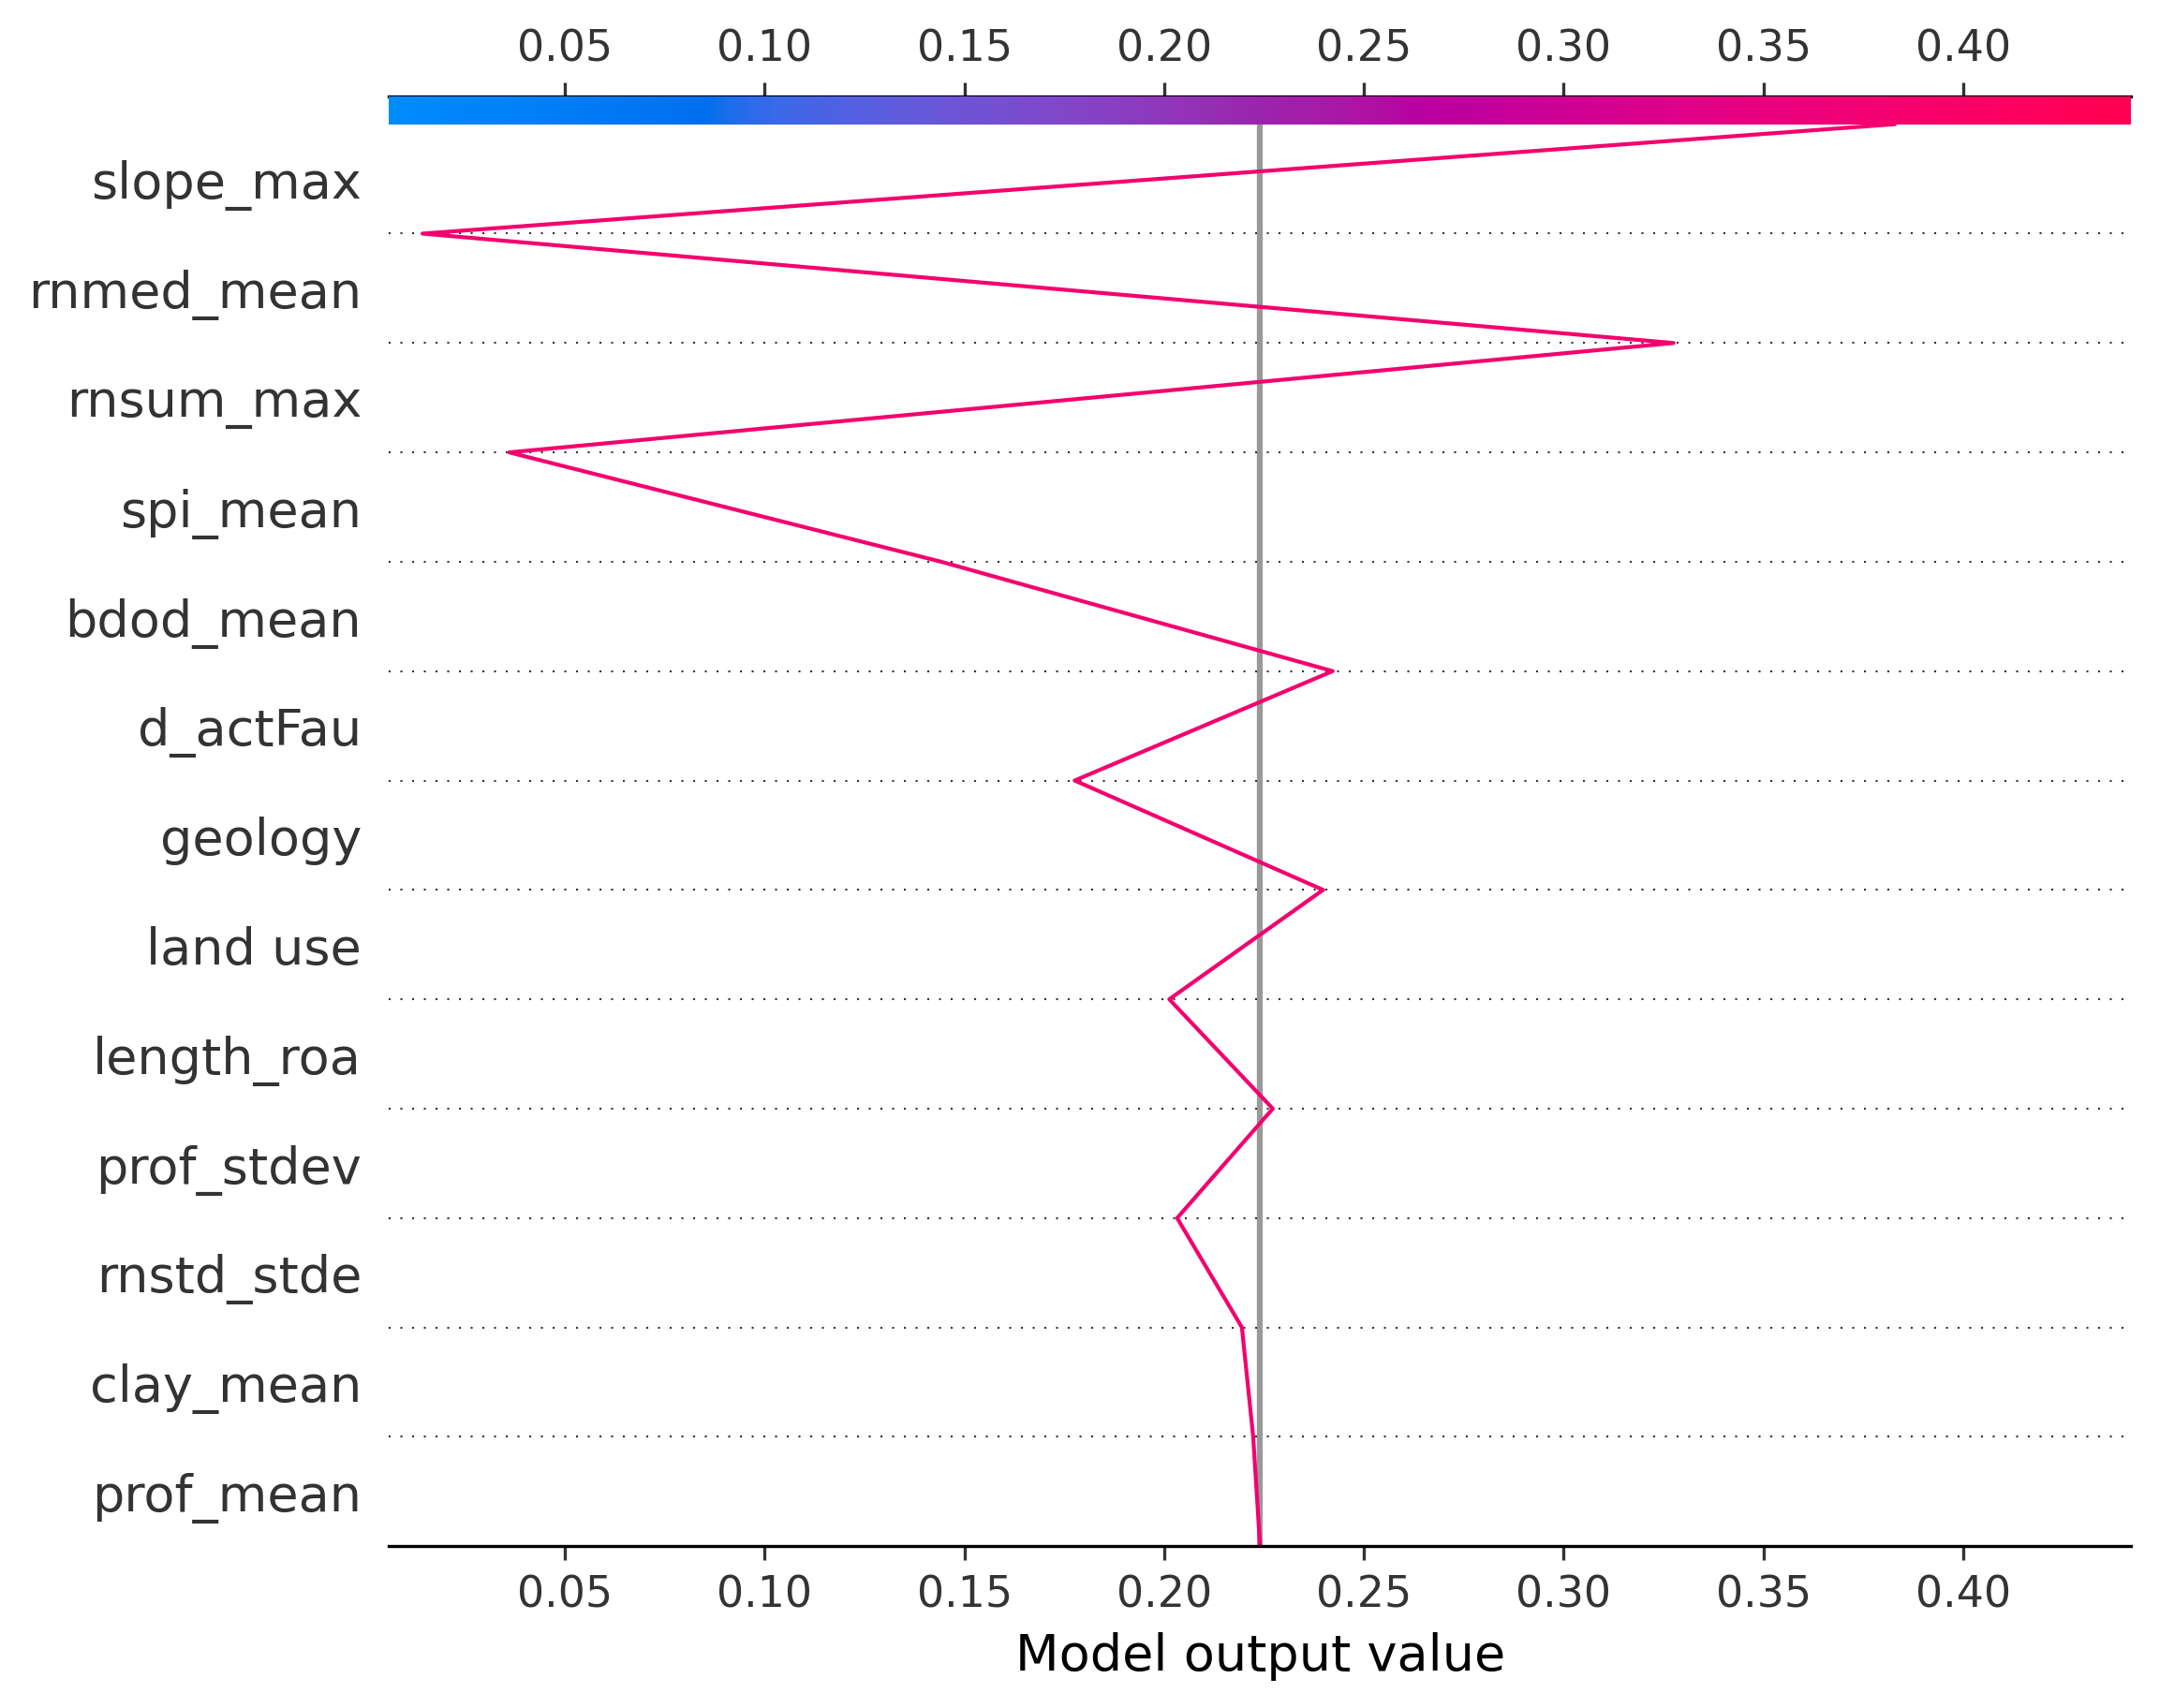 0.05 0.10 0.15 0.20 0.25 0.30 0.35 0.40
slope_max
rnmed_mean
rnsum_max
spi_mean
bdod_mean
d_actFau
geology
land use
length_roa
prof_stdev
rnstd_stde
clay_mean
prof_mean
0.05 0.10 0.15 0.20 0.25 0.30 0.35 0.40
Model output value